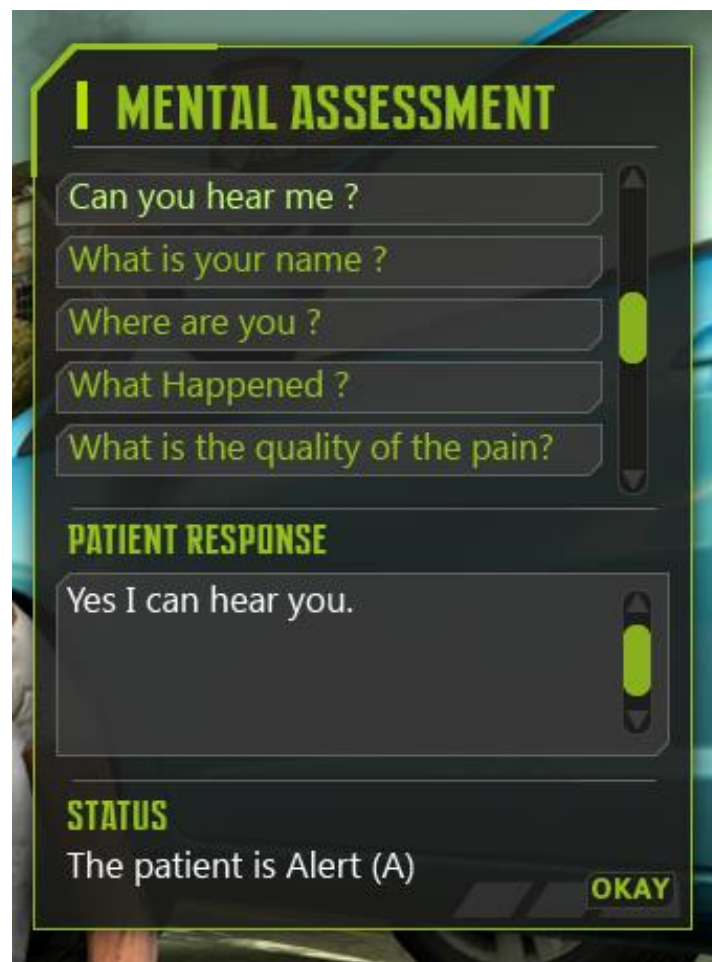 MENTAL ASSESSMENT
Can you hear me ?
What is your name ?
Where are you ?
What Happened ?
What is the quality of the pain?
PATIENT RESPONSE
Yes I can hear you.
STATUS
The patient is Alert (A)
OKAY